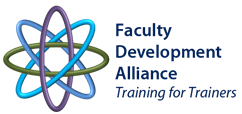 Faculty
Development
Alliance
Training for Trainers